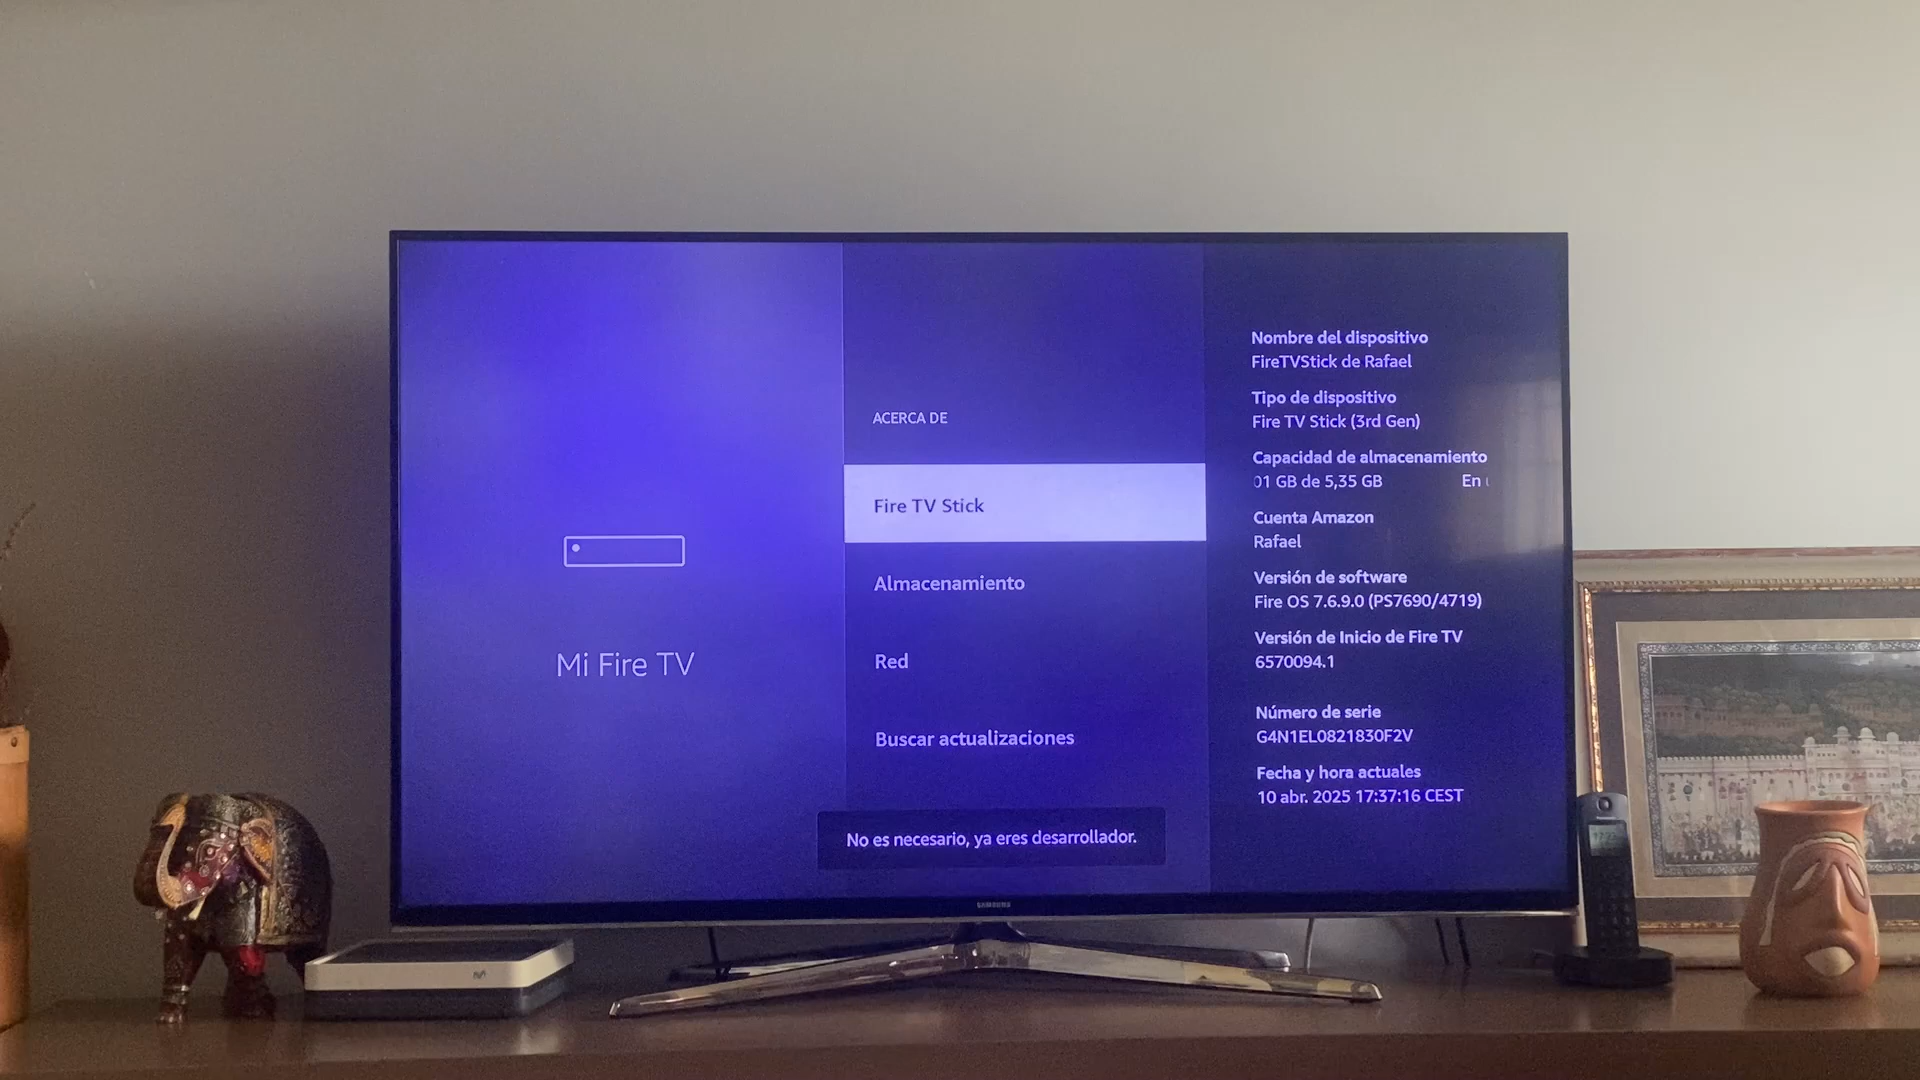 Mi Fire TV
ACERCA DE
Fire TV Stick
Almacenamiento
Red
Buscar actualizaciones
No es necesario, ya eres desarrollador.
Nombre del dispositivo
FireTVStick de Rafael
Tipo de dispositivo
Fire TV Stick (3rd Gen)
Capacidad de almacenamiento
01 GB de 5,35 GB En
Cuenta Amazon
Rafael
Versión de software
Fire OS 7.6.9.0 (PS7690/4719)
Versión de Inicio de Fire TV
6570094.1
Número de serie
G4N1EL0821830F2V
Fecha y hora actuales
10 abr. 2025 17:37:16 CEST
SAMSUNG